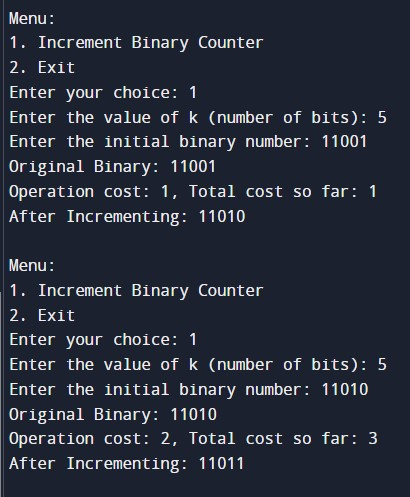 Menu:
1. Increment Binary Counter
2. Exit
Enter your choice: 1
Enter the value of k (number of bits): 5
Enter the initial binary number: 11001
Original Binary: 11001
Operation cost: 1, Total cost so far: 1
After Incrementing: 11010

Menu:
1. Increment Binary Counter
2. Exit
Enter your choice: 1
Enter the value of k (number of bits): 5
Enter the initial binary number: 11010
Original Binary: 11010
Operation cost: 2, Total cost so far: 3
After Incrementing: 11011